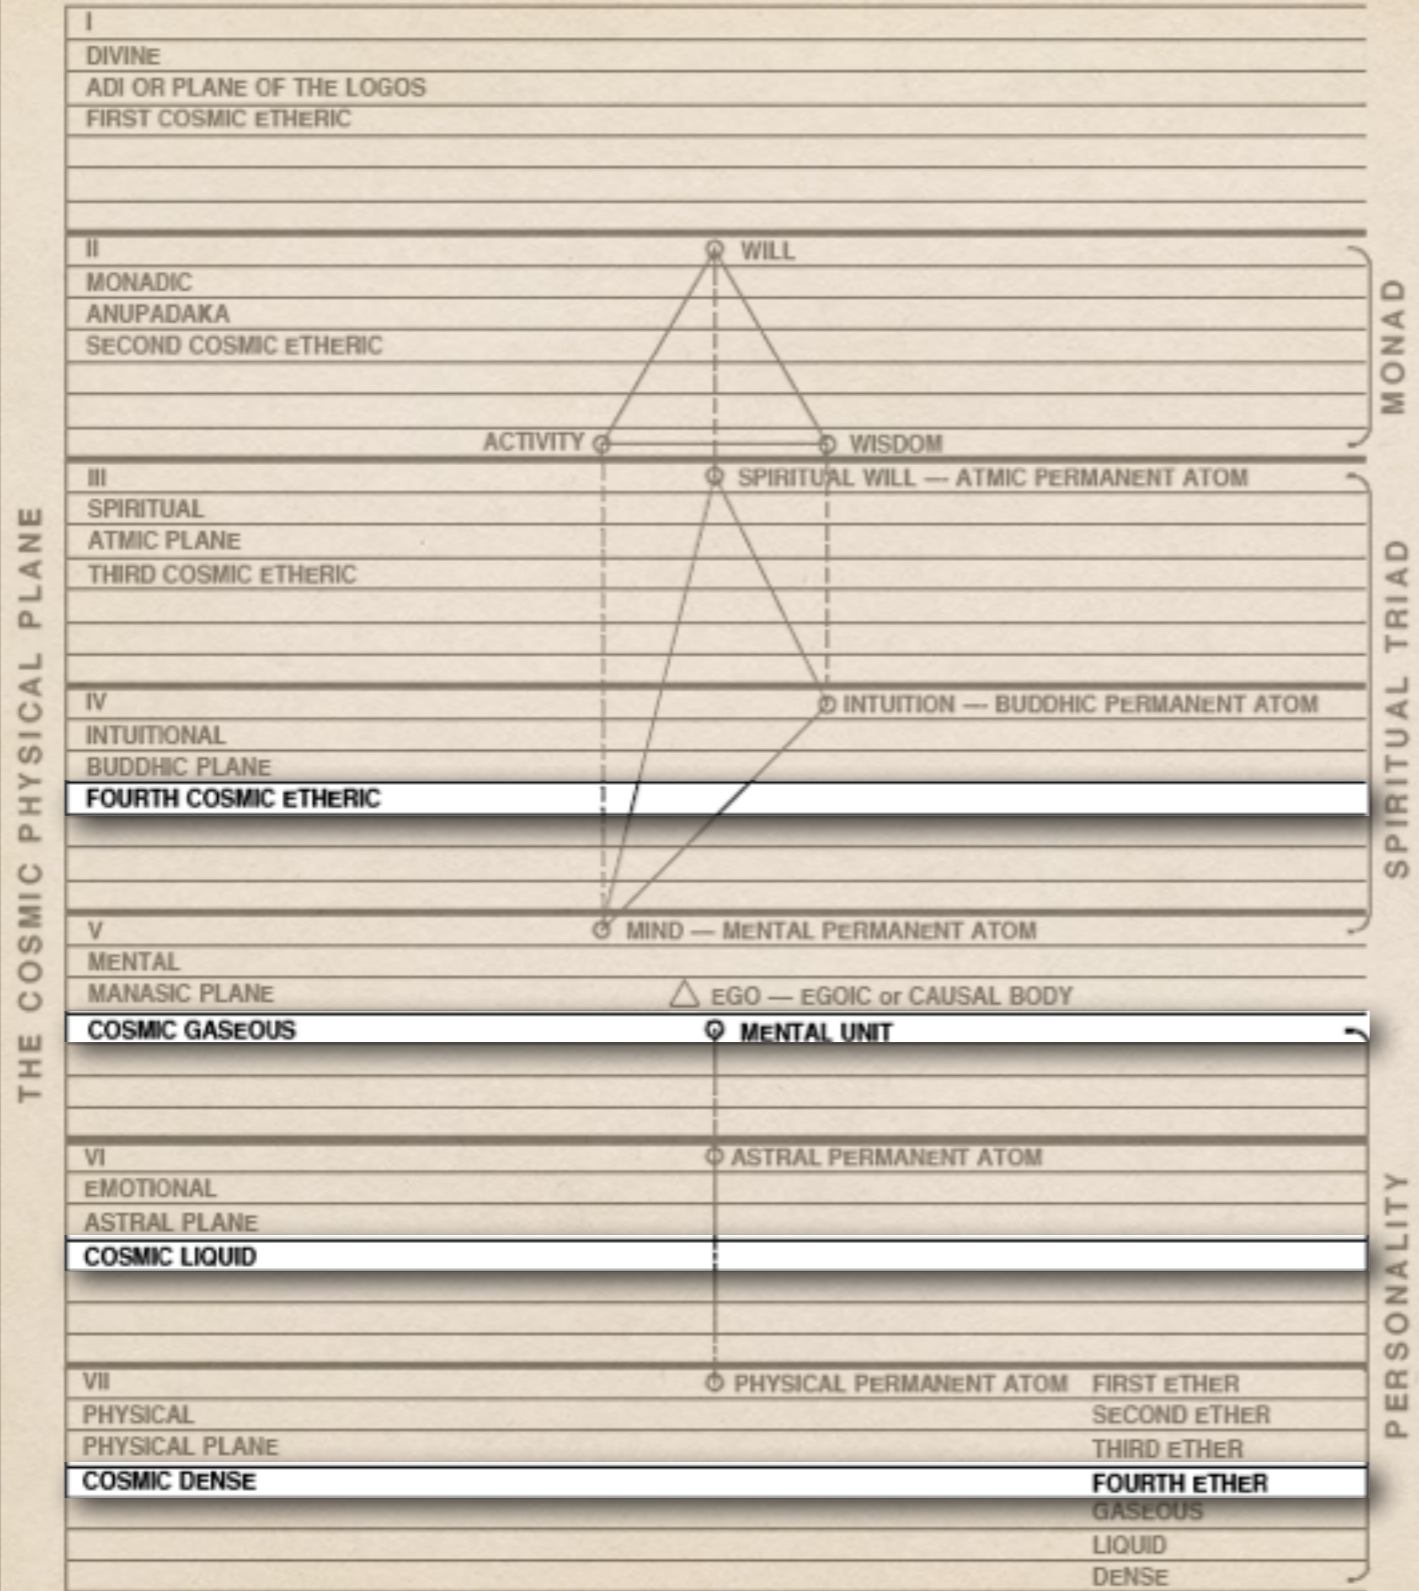 I
DIVINE
ADI OR PLANE OF THE LOGOS
FIRST COSMIC ETHERIC
II
WILL
MONADIC
ANUPADAKA
SECOND COSMIC ETHERIC
ACTIVITY
WISDOM
MONAD
III
SPIRITUAL WILL — ATMIC PERMANENT ATOM
SPIRITUAL
ATMIC PLANE
THIRD COSMIC ETHERIC
IV
INTUITION — BUDDHIC PERMANENT ATOM
INTUITIONAL
BUDDHIC PLANE
FOURTH COSMIC ETHERIC
SPIRITUAL TRIAD
THE COSMIC PHYSICAL PLANE
V
MIND — MENTAL PERMANENT ATOM
MENTAL
MANASIC PLANE
EGO — EGOIC or CAUSAL BODY
COSMIC GASEOUS
MENTAL UNIT
VI
ASTRAL PERMANENT ATOM
EMOTIONAL
ASTRAL PLANE
COSMIC LIQUID
PERSONALITY
VII
PHYSICAL PERMANENT ATOM
FIRST ETHER
PHYSICAL
SECOND ETHER
PHYSICAL PLANE
THIRD ETHER
COSMIC DENSE
FOURTH ETHER
GASEOUS
LIQUID
DENSE